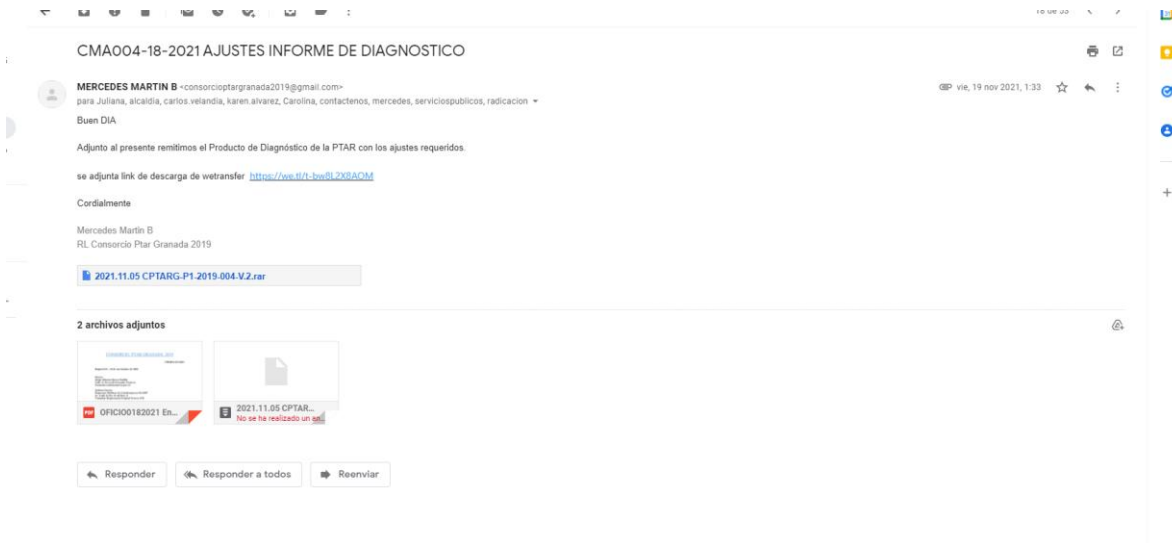 18 de 53
CMA004-18-2021 AJUSTES INFORME DE DIAGNOSTICO
MERCEDES MARTIN B <consorcioptargranada2019@gmail.com>
vie, 19 nov 2021, 1:33
para Juliana, alcaldia, carlos.velandia, karen.alvarez, Carolina, contactenos, mercedes, serviciospublicos, radicacion
Buen DIA
Adjunto al presente remitimos el Producto de Diagnóstico de la PTAR con los ajustes requeridos.
se adjunta link de descarga de wetransfer https://we.tl/t-bw8L2X8AOM
Cordialmente
Mercedes Martin B
RL Consorcio Ptar Granada 2019
2021.11.05 CPTARG-P1-2019-004-V.2.rar
2 archivos adjuntos
PDF OFICIO0182021 En...
2021.11.05 CPTAR...
No se ha realizado un an...
Responder
Responder a todos
Reenviar